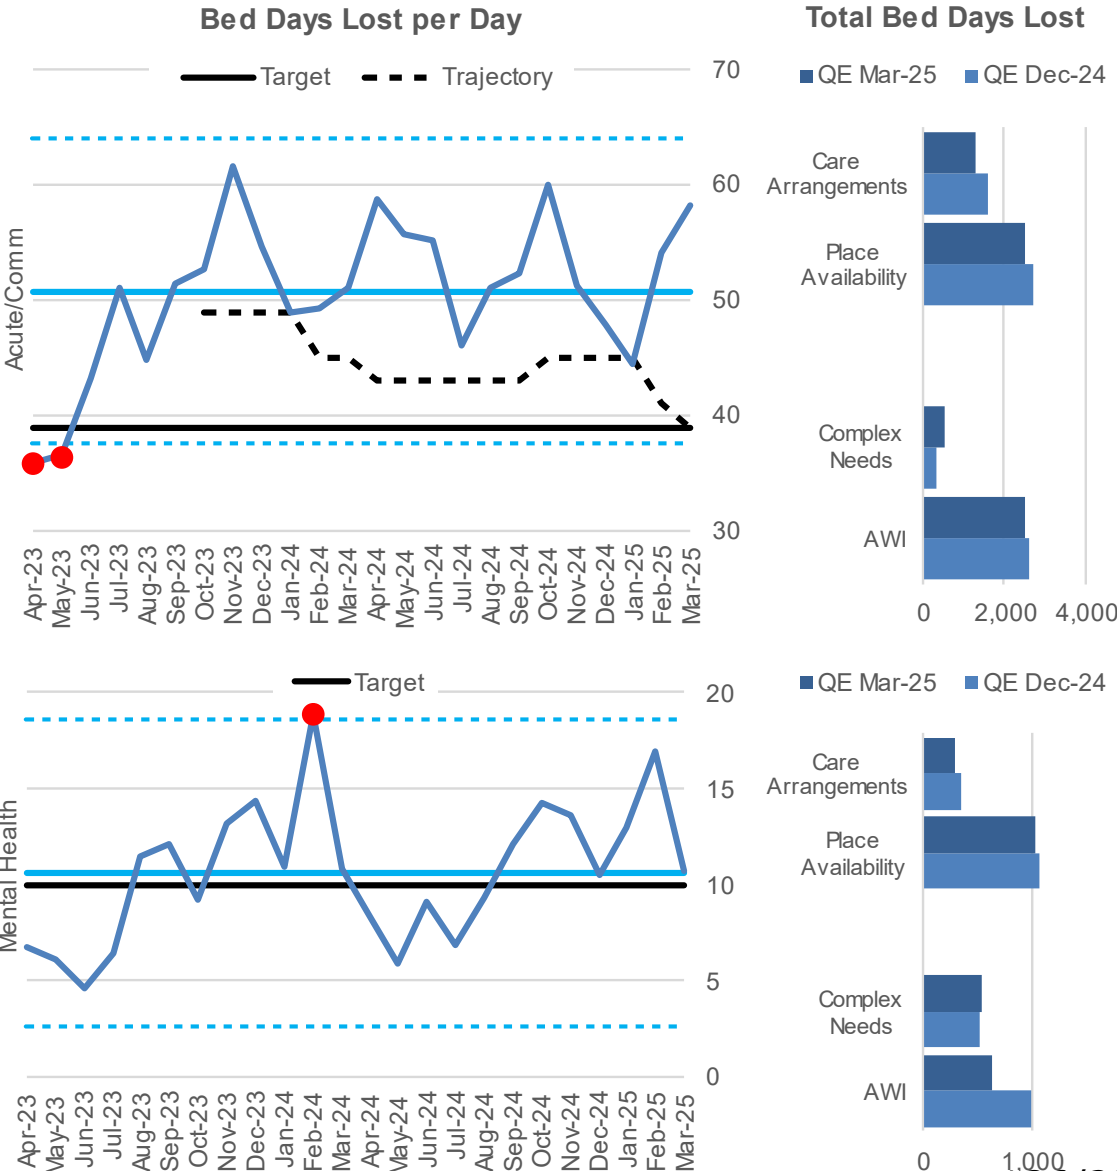 Bed Days Lost per Day
Total Bed Days Lost
Target
Trajectory
70
60
50
40
30
Acute/Comm
Apr-23
May-23
Jun-23
Jul-23
Aug-23
Sep-23
Oct-23
Nov-23
Dec-23
Jan-24
Feb-24
Mar-24
Apr-24
May-24
Jun-24
Jul-24
Aug-24
Sep-24
Oct-24
Nov-24
Dec-24
Jan-25
Feb-25
Mar-25
QE Mar-25
QE Dec-24
Care
Arrangements
Place
Availability
Complex
Needs
AWI
0
2,000
4,000
Target
20
15
10
5
0
Mental Health
Apr-23
May-23
Jun-23
Jul-23
Aug-23
Sep-23
Oct-23
Nov-23
Dec-23
Jan-24
Feb-24
Mar-24
Apr-24
May-24
Jun-24
Jul-24
Aug-24
Sep-24
Oct-24
Nov-24
Dec-24
Jan-25
Feb-25
Mar-25
QE Mar-25
QE Dec-24
Care
Arrangements
Place
Availability
Complex
Needs
AWI
0
1,000